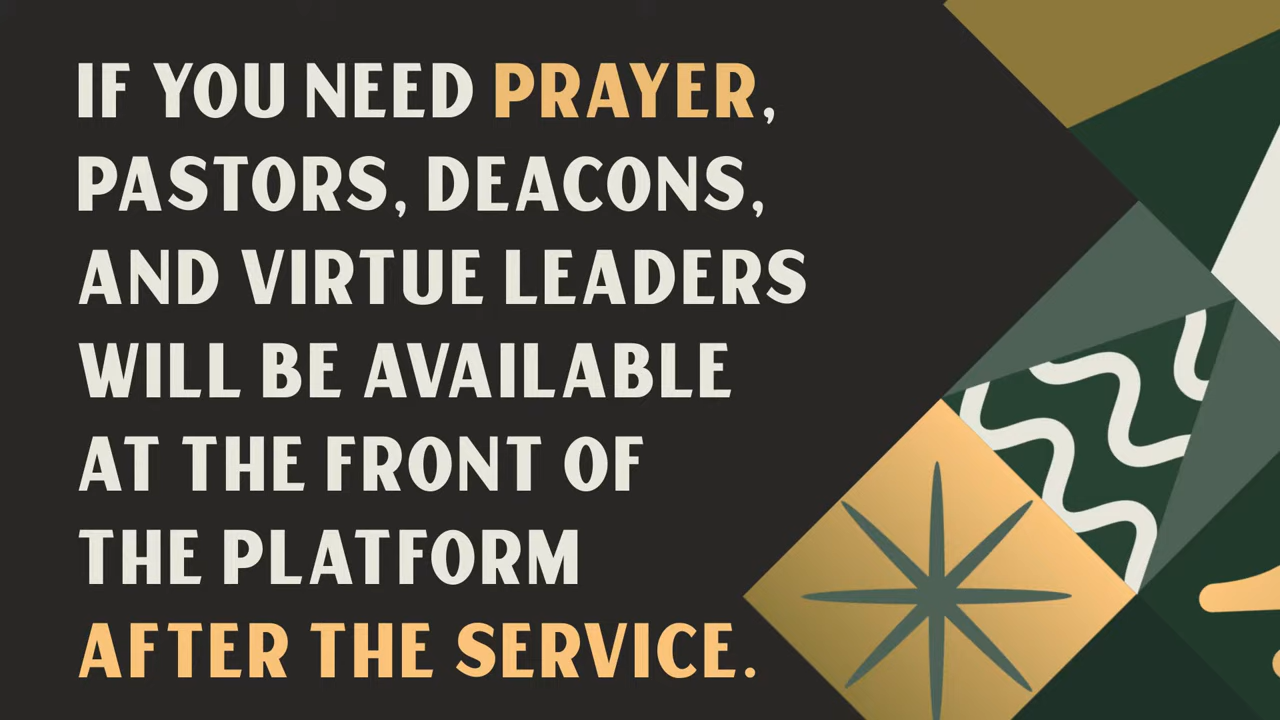 IF YOU NEED PRAYER,
PASTORS, DEACONS,
AND VIRTUE LEADERS
WILL BE AVAILABLE
AT THE FRONT OF
THE PLATFORM
AFTER THE SERVICE.